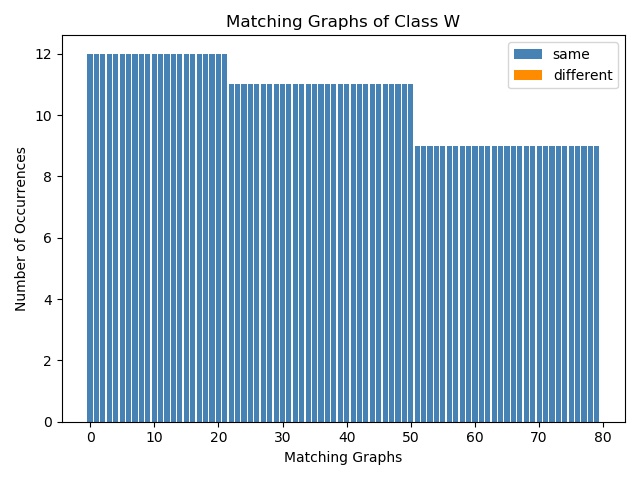 Matching Graphs of Class W
same
different
Number of Occurrences
12
10
8
6
4
2
0
0 10 20 30 40 50 60 70 80
Matching Graphs